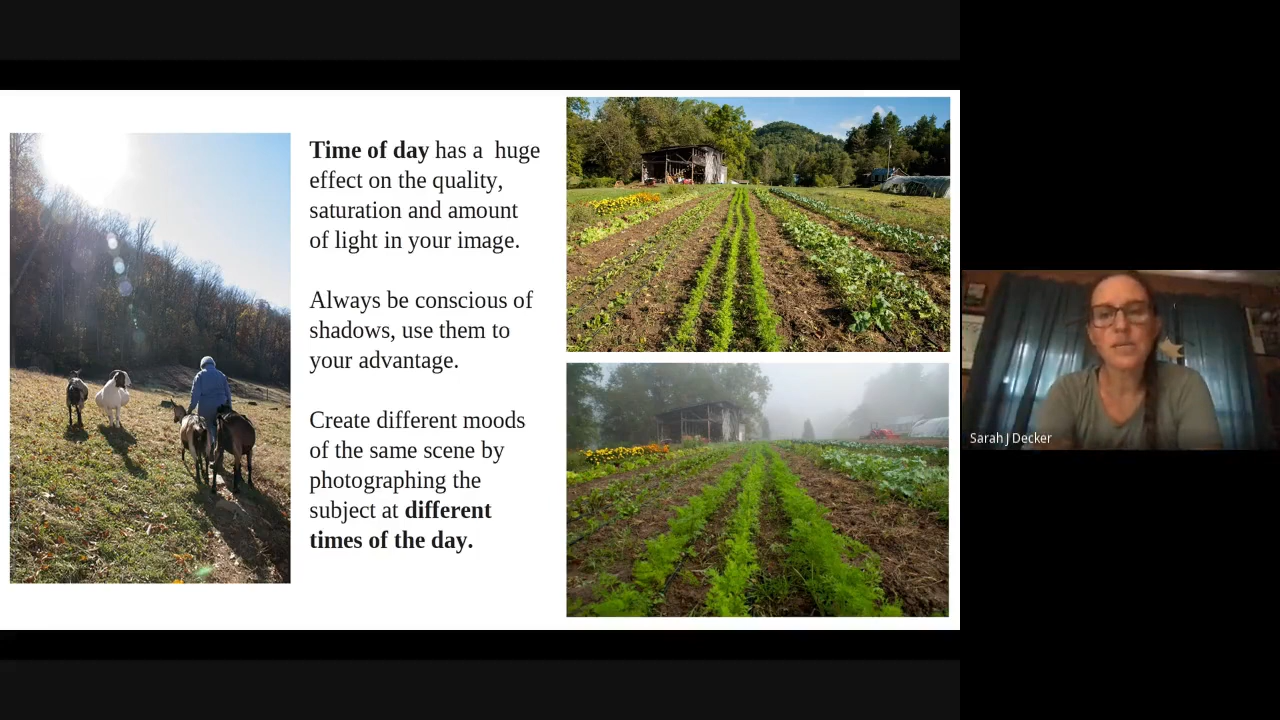 Time of day has a  huge
effect on the quality,
saturation and amount
of light in your image.
Always be conscious of
shadows, use them to
your advantage.
Create different moods
of the same scene by
photographing the
subject at different
times of the day.
Sarah J Decker